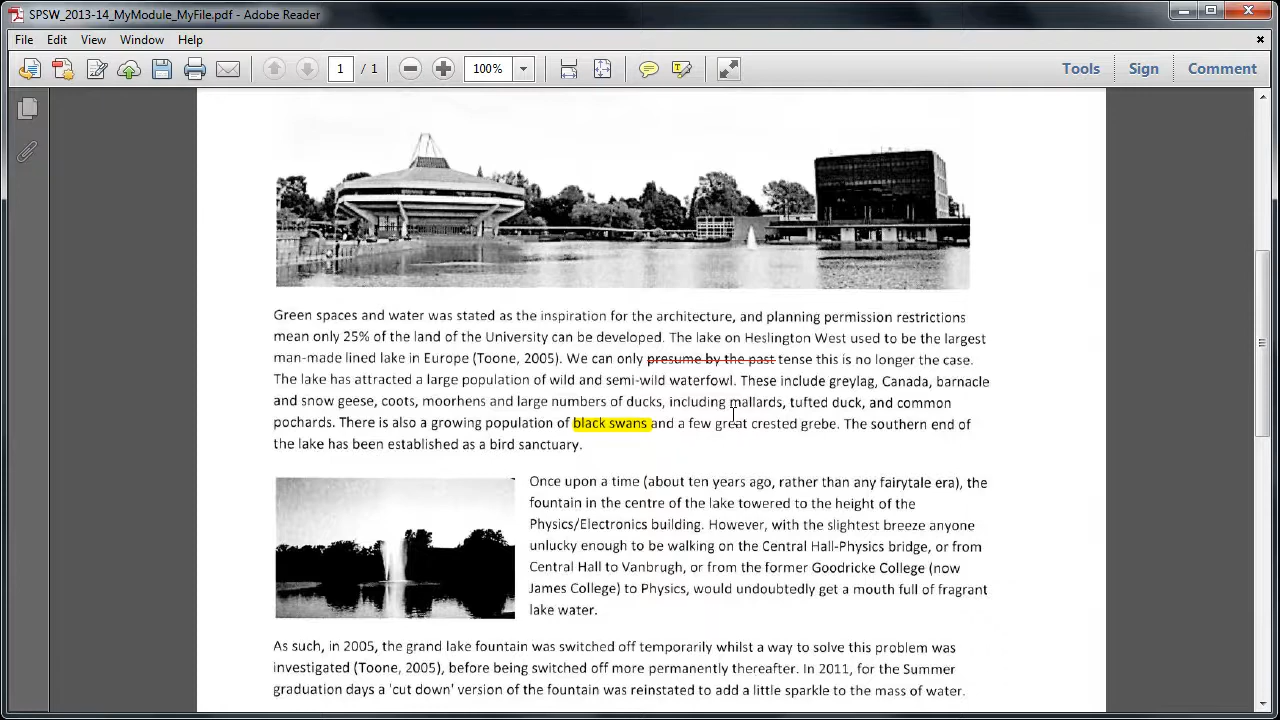 SPSW_2013-14_MyModule_MyFile.pdf - Adobe Reader
File Edit View Window Help
1 / 1 100% Tools Sign Comment
Green spaces and water was stated as the inspiration for the architecture, and planning permission restrictions
mean only 25% of the land of the University can be developed. The lake on Heslington West used to be the largest
man-made lined lake in Europe (Toone, 2005). We can only presume by the past tense this is no longer the case.
The lake has attracted a large population of wild and semi-wild waterfowl. These include greylag, Canada, barnacle
and snow geese, coots, moorhens and large numbers of ducks, including mallards, tufted duck, and common
pochards. There is also a growing population of black swans and a few great crested grebe. The southern end of
the lake has been established as a bird sanctuary.
Once upon a time (about ten years ago, rather than any fairytale era), the
fountain in the centre of the lake towered to the height of the
Physics/Electronics building. However, with the slightest breeze anyone
unlucky enough to be walking on the Central Hall-Physics bridge, or from
Central Hall to Vanbrugh, or from the former Goodricke College (now
James College) to Physics, would undoubtedly get a mouth full of fragrant
lake water.
As such, in 2005, the grand lake fountain was switched off temporarily whilst a way to solve this problem was
investigated (Toone, 2005), before being switched off more permanently thereafter. In 2011, for the Summer
graduation days a 'cut down' version of the fountain was reinstated to add a little sparkle to the mass of water.